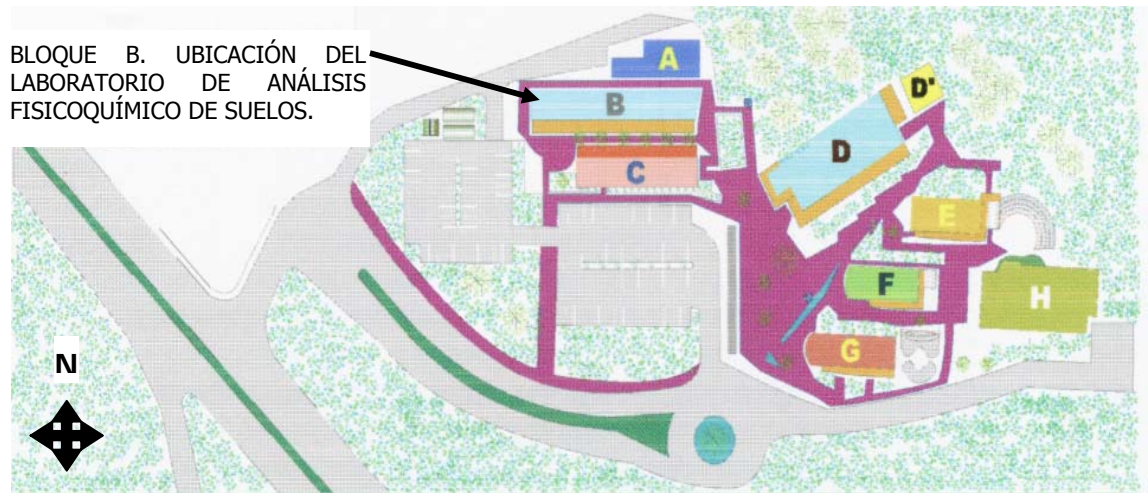 BLOQUE B. UBICACIÓN DEL
LABORATORIO DE ANÁLISIS
FISICOQUÍMICO DE SUELOS.
A
B
C
D
D'
E
F
G
H
N